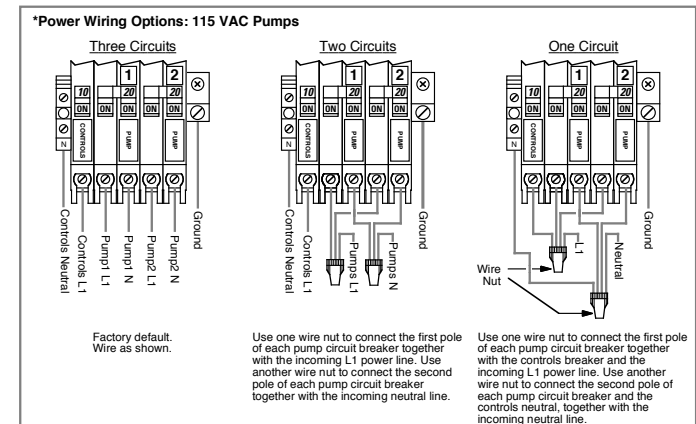 *Power Wiring Options: 115 VAC Pumps
Three Circuits
1
2
10
20
20
ON
ON
ON
ON
ON
N
CONTROLS
PUMP
PUMP
Controls Neutral
Controls L1
Pump1 L1
Pump1 N
Pump2 L1
Pump2 N
Ground
Factory default.
Wire as shown.
Two Circuits
1
2
10
20
20
ON
ON
ON
ON
ON
N
CONTROLS
PUMP
PUMP
Controls Neutral
Controls L1
Pumps L1
Pumps N
Ground
Use one wire nut to connect the first pole
of each pump circuit breaker together
with the incoming L1 power line. Use
another wire nut to connect the second
pole of each pump circuit breaker
together with the incoming neutral line.
One Circuit
1
2
10
20
20
ON
ON
ON
ON
ON
N
CONTROLS
PUMP
PUMP
L1
Neutral
Ground
Wire
Nut
Use one wire nut to connect the first pole
of each pump circuit breaker together
with the controls breaker and the
incoming L1 power line. Use another
wire nut to connect the second pole of
each pump circuit breaker and the
controls neutral, together with the
incoming neutral line.